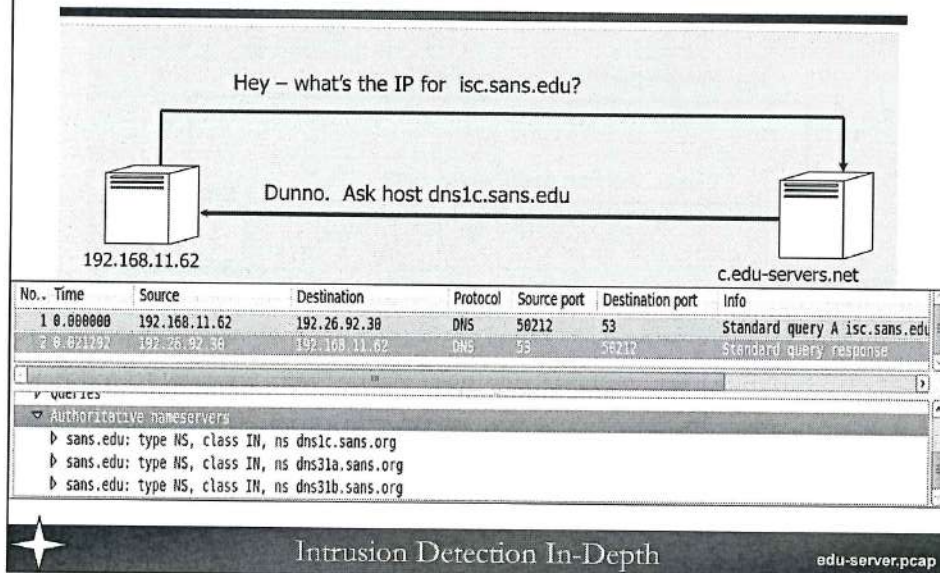 Hey – what's the IP for isc.sans.edu?
Dunno. Ask host dns1c.sans.edu
192.168.11.62
c.edu-servers.net
No.. Time Source Destination Protocol Source port Destination port Info
1 0.000000 192.168.11.62 192.26.92.30 DNS 50212 53 Standard query A isc.sans.edu
2 0.021292 192.26.92.30 192.168.11.62 DNS 53 50212 Standard query response
Queries
Authoritative nameservers
sans.edu: type NS, class IN, ns dns1c.sans.org
sans.edu: type NS, class IN, ns dns31a.sans.org
sans.edu: type NS, class IN, ns dns31b.sans.org
Intrusion Detection In-Depth
edu-server.pcap